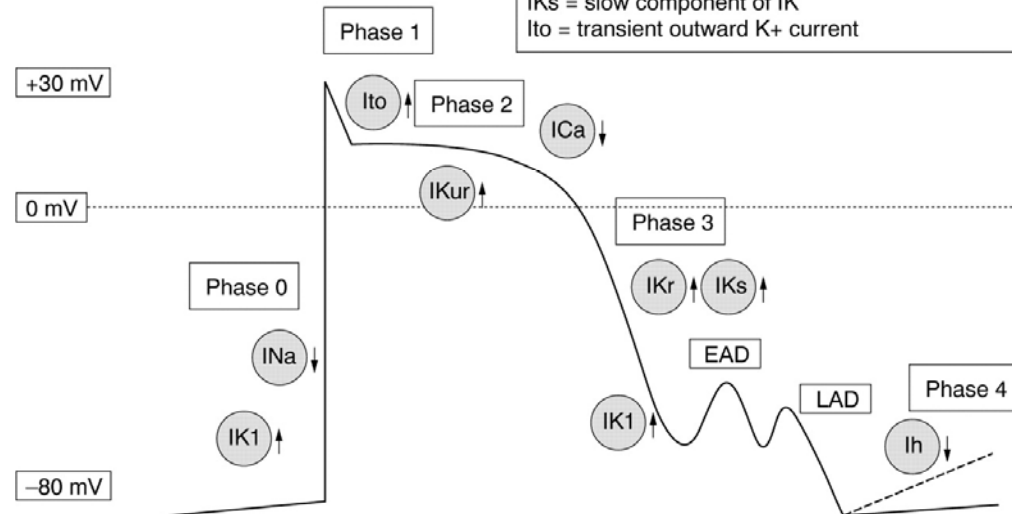 IKs = slow component of IK
Ito = transient outward K+ current
Phase 1
+30 mV
Ito
Phase 2
ICa
IKur
0 mV
Phase 3
Phase 0
IKr
IKs
EAD
INa
LAD
Phase 4
IK1
IK1
Ih
–80 mV